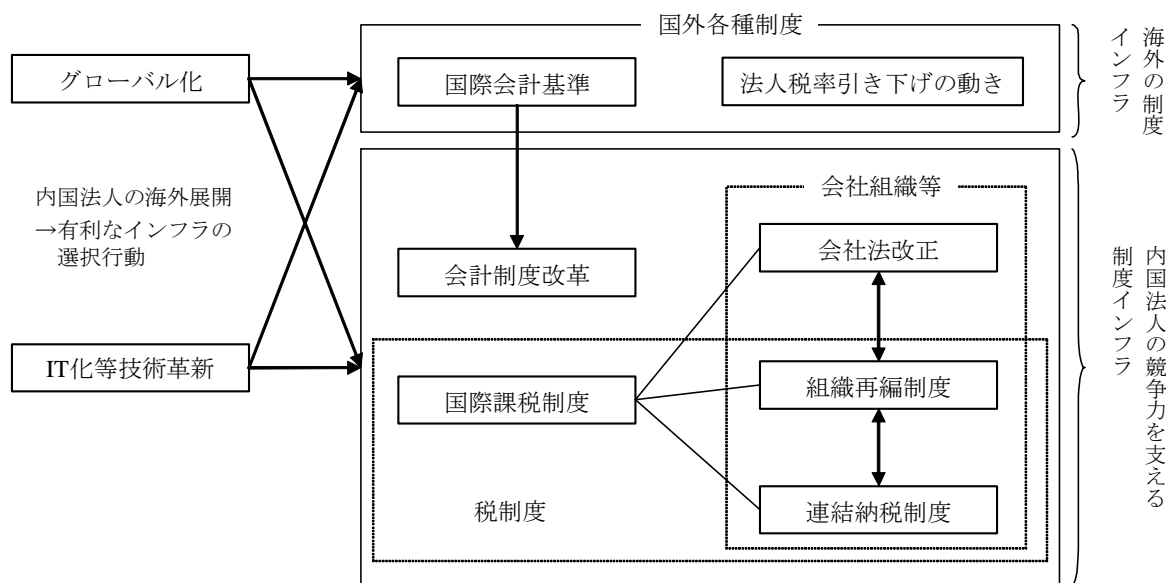 国外各種制度
グローバル化
国際会計基準
法人税率引き下げの動き
海外の制度
インフラ
内国法人の海外展開
→有利なインフラの
選択行動
会社組織等
会社法改正
会計制度改革
IT化等技術革新
国際課税制度
組織再編制度
税制度
連結納税制度
内国法人の競争力を支える
制度インフラ